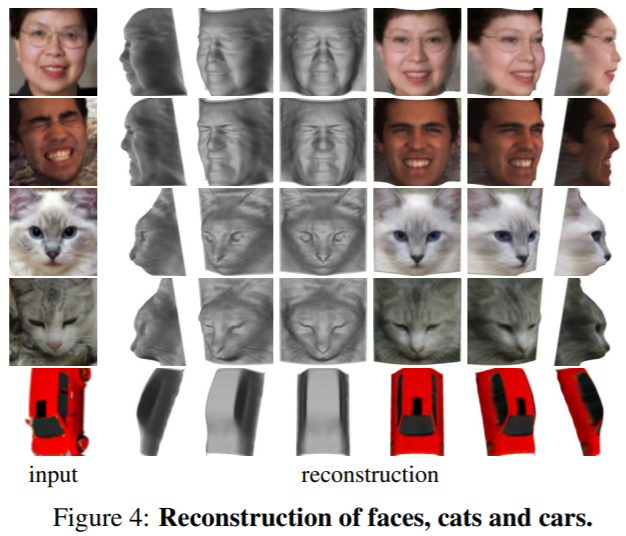 input
reconstruction
Figure 4: Reconstruction of faces, cats and cars.